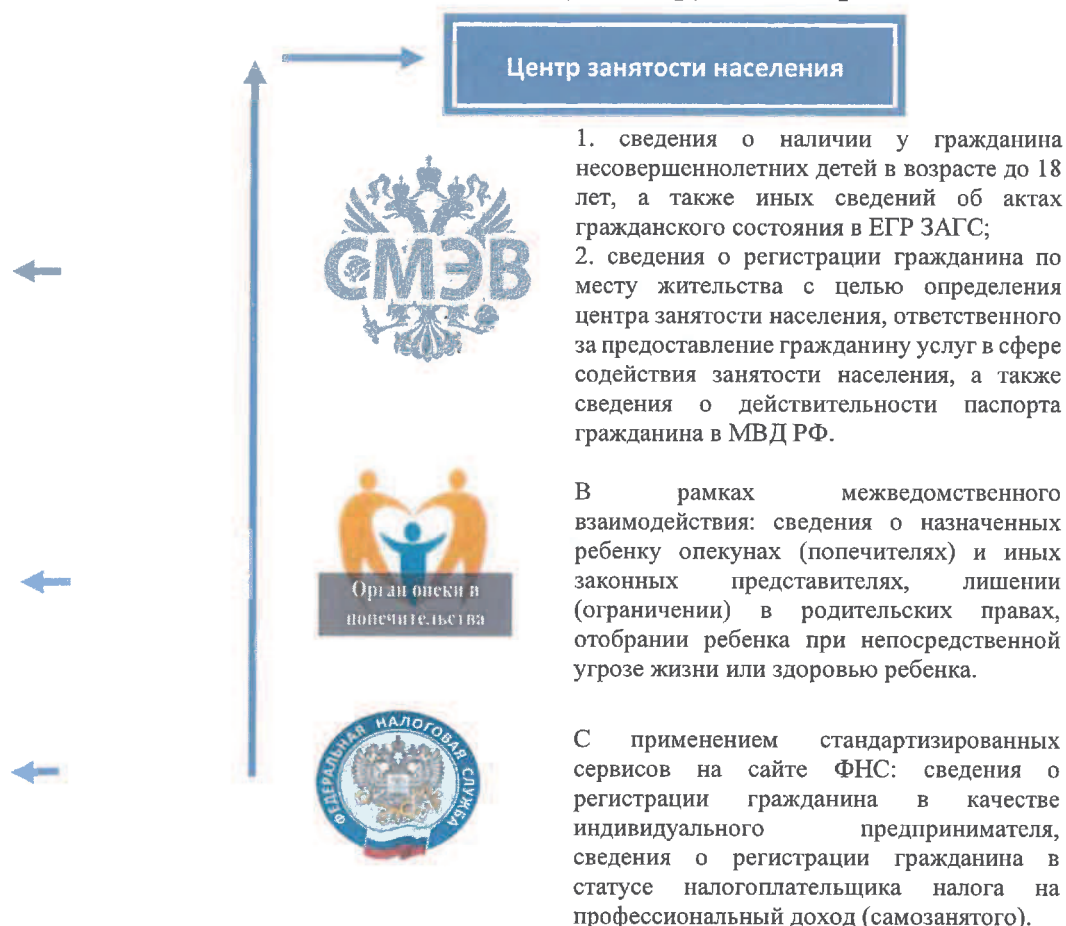 Центр занятости населения
1. сведения о наличии у гражданина
несовершеннолетних детей в возрасте до 18
лет, а также иных сведений об актах
гражданского состояния в ЕГР ЗАГС;
2. сведения о регистрации гражданина по
месту жительства с целью определения
центра занятости населения, ответственного
за предоставление гражданину услуг в сфере
содействия занятости населения, а также
сведения о действительности паспорта
гражданина в МВД РФ.
СМЭВ
В рамках межведомственного
взаимодействия: сведения о назначенных
ребенку опекунах (попечителях) и иных
законных представителях, лишении
(ограничении) в родительских правах,
отобрании ребенка при непосредственной
угрозе жизни или здоровью ребенка.
Орган опеки и
попечительства
С применением стандартизированных
сервисов на сайте ФНС: сведения о
регистрации гражданина в качестве
индивидуального предпринимателя,
сведения о регистрации гражданина в
статусе налогоплательщика налога на
профессиональный доход (самозанятого).
ФЕДЕРАЛЬНАЯ НАЛОГОВАЯ СЛУЖБА